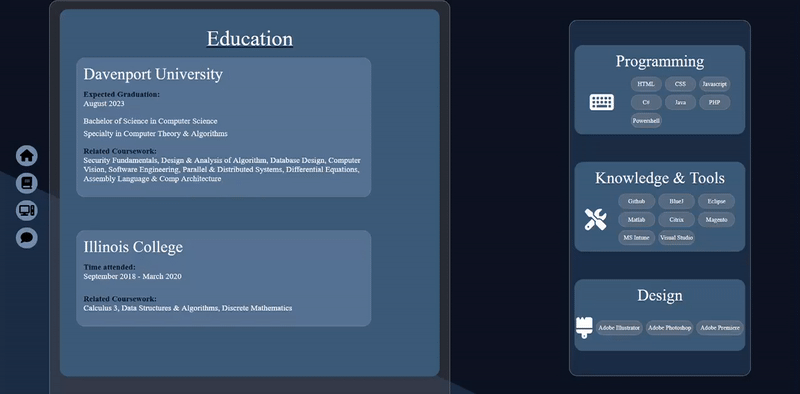 Education
Davenport University
Expected Graduation:
August 2023
Bachelor of Science in Computer Science
Specialty in Computer Theory & Algorithms
Related Coursework:
Security Fundamentals, Design & Analysis of Algorithm, Database Design, Computer
Vision, Software Engineering, Parallel & Distributed Systems, Differential Equations,
Assembly Language & Comp Architecture
Illinois College
Time attended:
September 2018 - March 2020
Related Coursework:
Calculus 3, Data Structures & Algorithms, Discrete Mathematics
Programming
HTML CSS Javascript
C# Java PHP
Powershell
Knowledge & Tools
Github BlueJ Eclipse
Matlab Citrix Magento
MS Intune Visual Studio
Design
Adobe Illustrator Adobe Photoshop Adobe Premiere